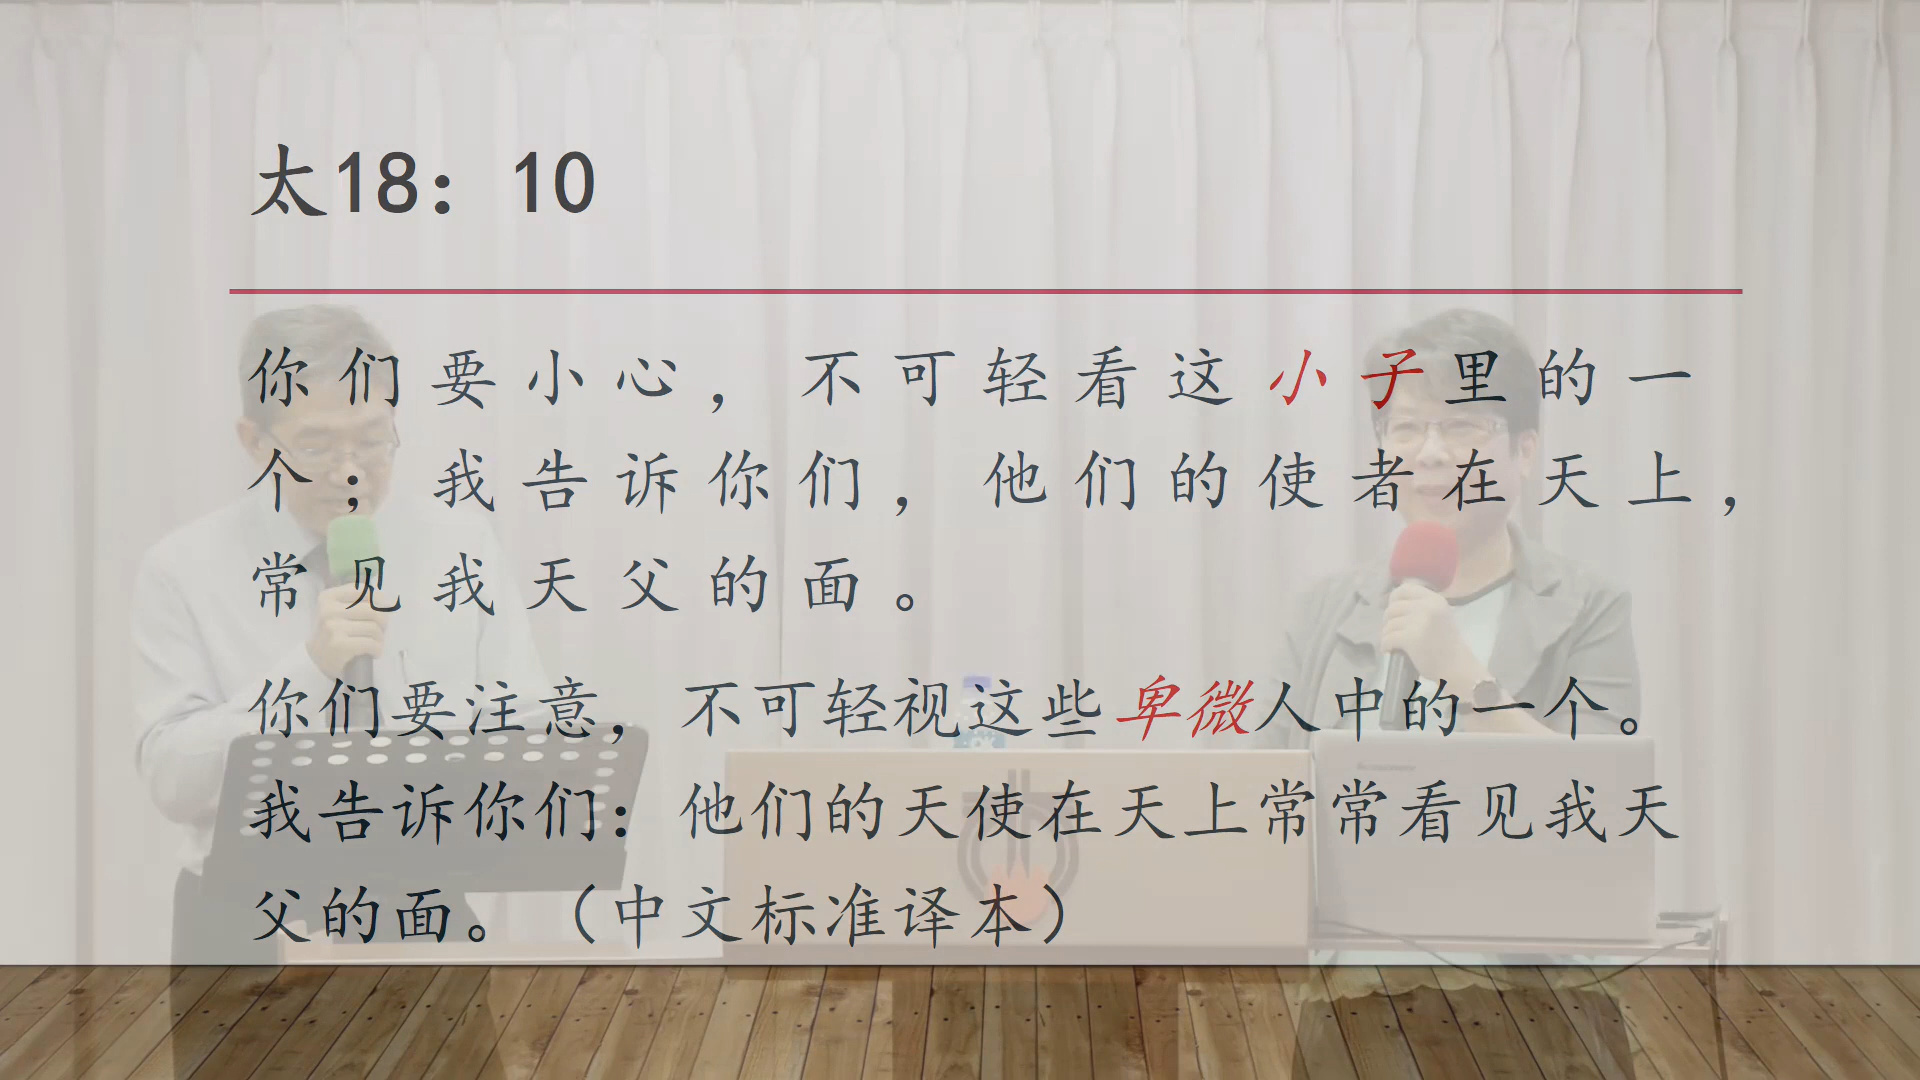 太18：10
你们要小心，不可轻看这小子里的一
个；我告诉你们，他们的使者在天上，
常见我天父的面。
你们要注意，不可轻视这些卑微人中的一个。
我告诉你们：他们的天使在天上常常看见我天
父的面。（中文标准译本）